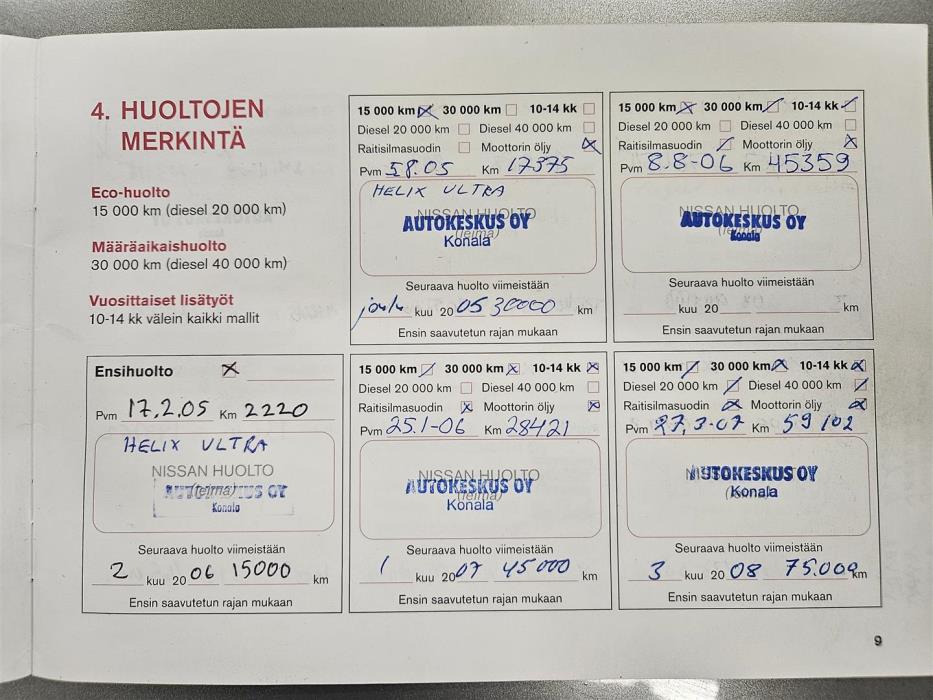 4. HUOLTOJEN
MERKINTÄ
Eco-huolto
15 000 km (diesel 20 000 km)
Määräaikaishuolto
30 000 km (diesel 40 000 km)
Vuosittaiset lisätyöt
10-14 kk välein kaikki mallit
15 000 km 30 000 km 10-14 kk
Diesel 20 000 km Diesel 40 000 km
Raitisilmasuodin Moottorin öljy
Pvm 5.8.05 Km 17375
HELIX ULTRA
NISSAN HUOLTO
(leima)
AUTOKESKUS OY
Konala
Seuraava huolto viimeistään
joulu kuu 20 05 30000 km
Ensin saavutetun rajan mukaan
15 000 km 30 000 km 10-14 kk
Diesel 20 000 km Diesel 40 000 km
Raitisilmasuodin Moottorin öljy
Pvm 8.8-06 Km 45359
NISSAN HUOLTO
AUTOKESKUS OY
Konala
Seuraava huolto viimeistään
kuu 20 km
Ensin saavutetun rajan mukaan
Ensihuolto
Pvm 17.2.05 Km 2220
HELIX ULTRA
NISSAN HUOLTO
(leima)
AUTOKESKUS OY
Konala
Seuraava huolto viimeistään
2 kuu 20 06 15000 km
Ensin saavutetun rajan mukaan
15 000 km 30 000 km 10-14 kk
Diesel 20 000 km Diesel 40 000 km
Raitisilmasuodin Moottorin öljy
Pvm 25.1-06 Km 28421
NISSAN HUOLTO
(leima)
AUTOKESKUS OY
Konala
Seuraava huolto viimeistään
1 kuu 20 07 45000 km
Ensin saavutetun rajan mukaan
15 000 km 30 000 km 10-14 kk
Diesel 20 000 km Diesel 40 000 km
Raitisilmasuodin Moottorin öljy
Pvm 27.3-07 Km 59102
AUTOKESKUS OY
Konala
Seuraava huolto viimeistään
3 kuu 20 08 75.000 km
Ensin saavutetun rajan mukaan
9